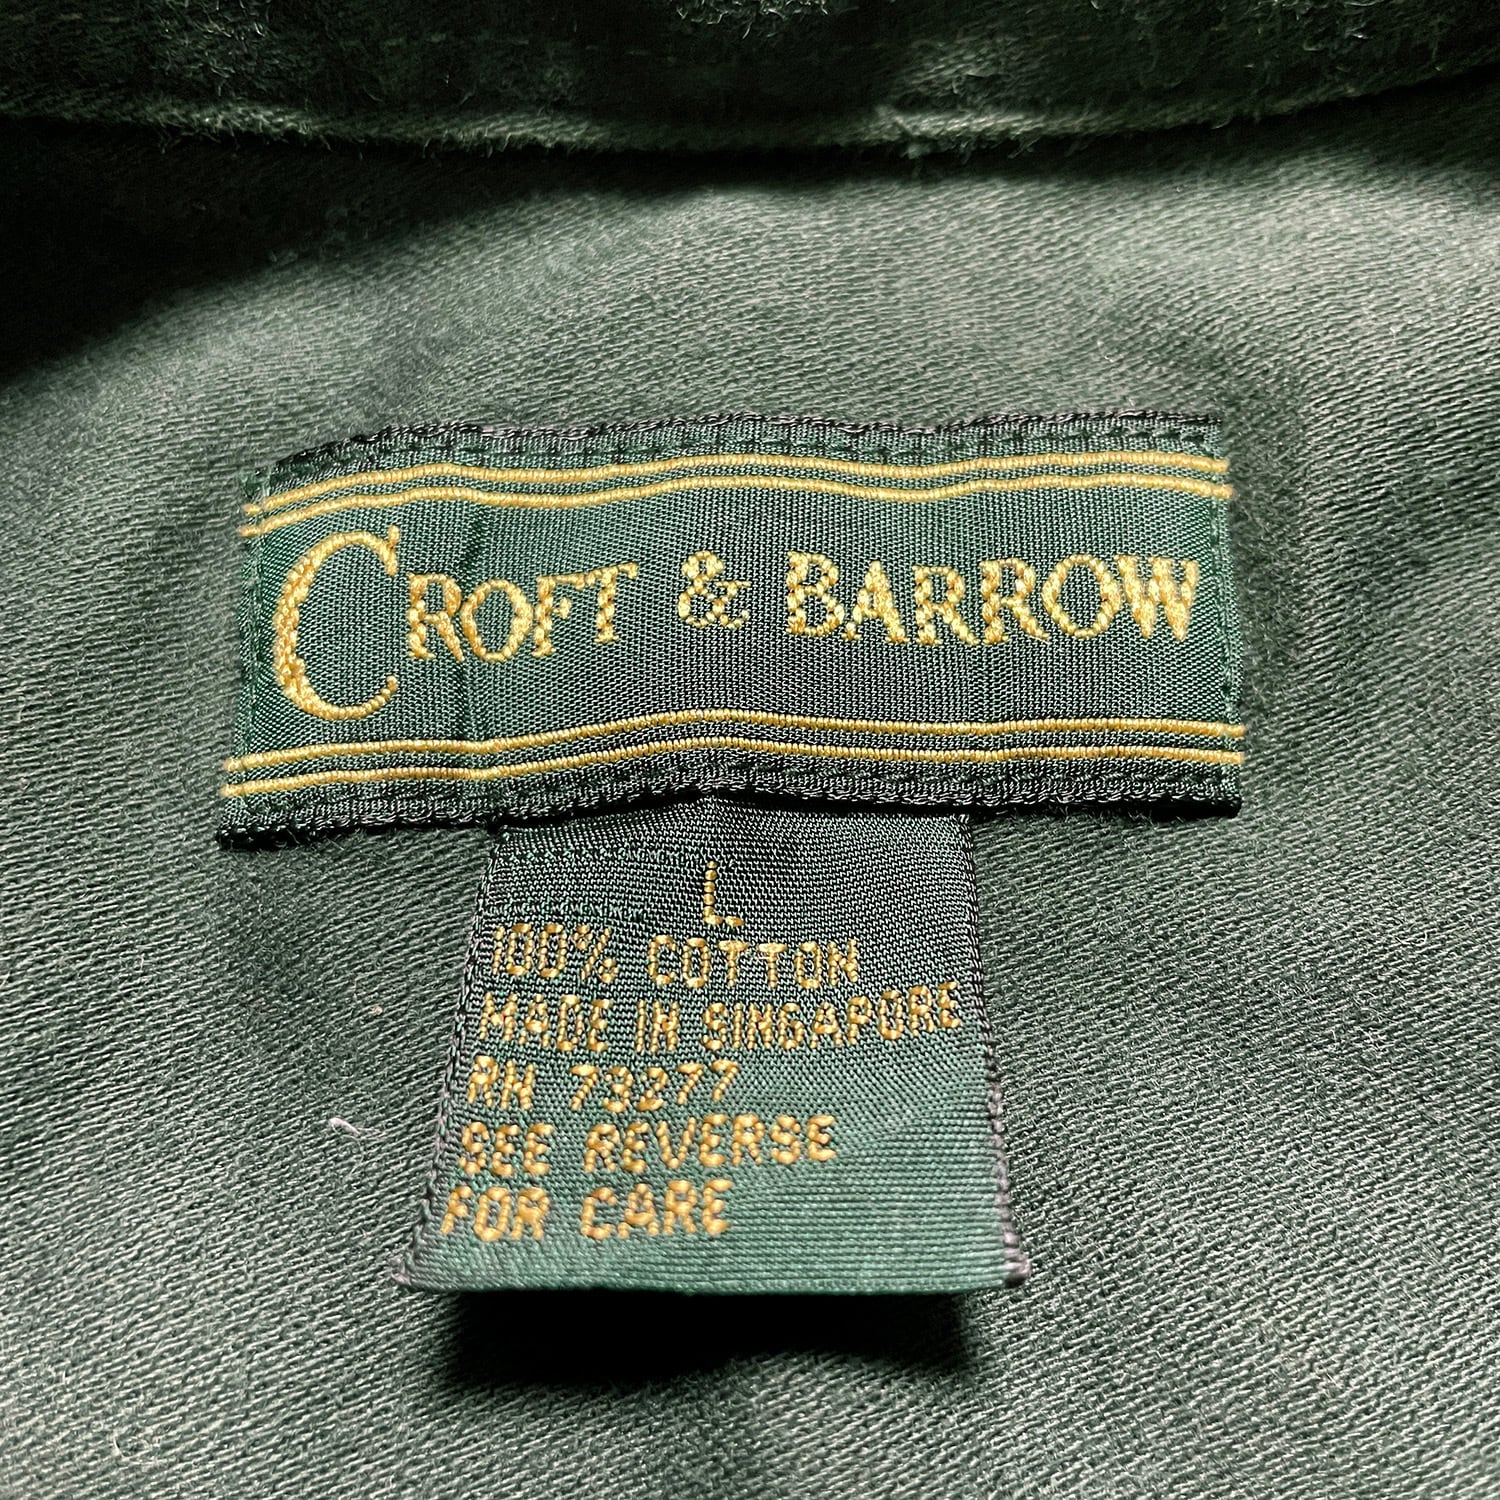 CROFT & BARROW
L
100% COTTON
MADE IN SINGAPORE
RN 73277
SEE REVERSE
FOR CARE